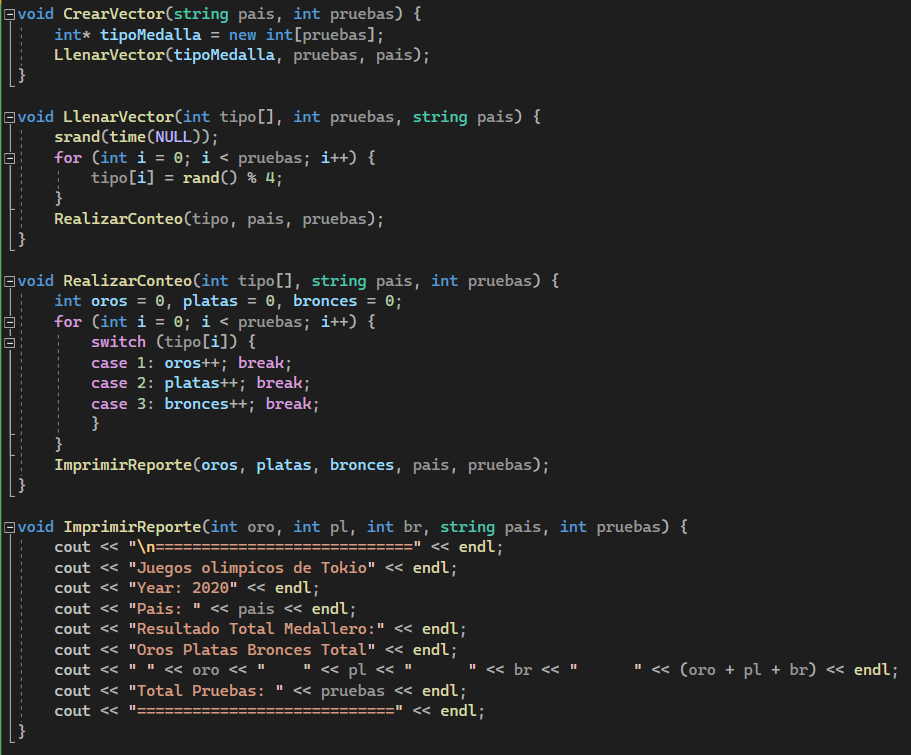 void CrearVector(string pais, int pruebas) {
    int* tipoMedalla = new int[pruebas];
    LlenarVector(tipoMedalla, pruebas, pais);
}

void LlenarVector(int tipo[], int pruebas, string pais) {
    srand(time(NULL));
    for (int i = 0; i < pruebas; i++) {
        tipo[i] = rand() % 4;
    }
    RealizarConteo(tipo, pais, pruebas);
}

void RealizarConteo(int tipo[], string pais, int pruebas) {
    int oros = 0, platas = 0, bronces = 0;
    for (int i = 0; i < pruebas; i++) {
        switch (tipo[i]) {
        case 1: oros++; break;
        case 2: platas++; break;
        case 3: bronces++; break;
        }
    }
    ImprimirReporte(oros, platas, bronces, pais, pruebas);
}

void ImprimirReporte(int oro, int pl, int br, string pais, int pruebas) {
    cout << "\n============================" << endl;
    cout << "Juegos olimpicos de Tokio" << endl;
    cout << "Year: 2020" << endl;
    cout << "Pais: " << pais << endl;
    cout << "Resultado Total Medallero:" << endl;
    cout << "Oros Platas Bronces Total" << endl;
    cout << " " << oro << "    " << pl << "      " << br << "      " << (oro + pl + br) << endl;
    cout << "Total Pruebas: " << pruebas << endl;
    cout << "============================" << endl;
}